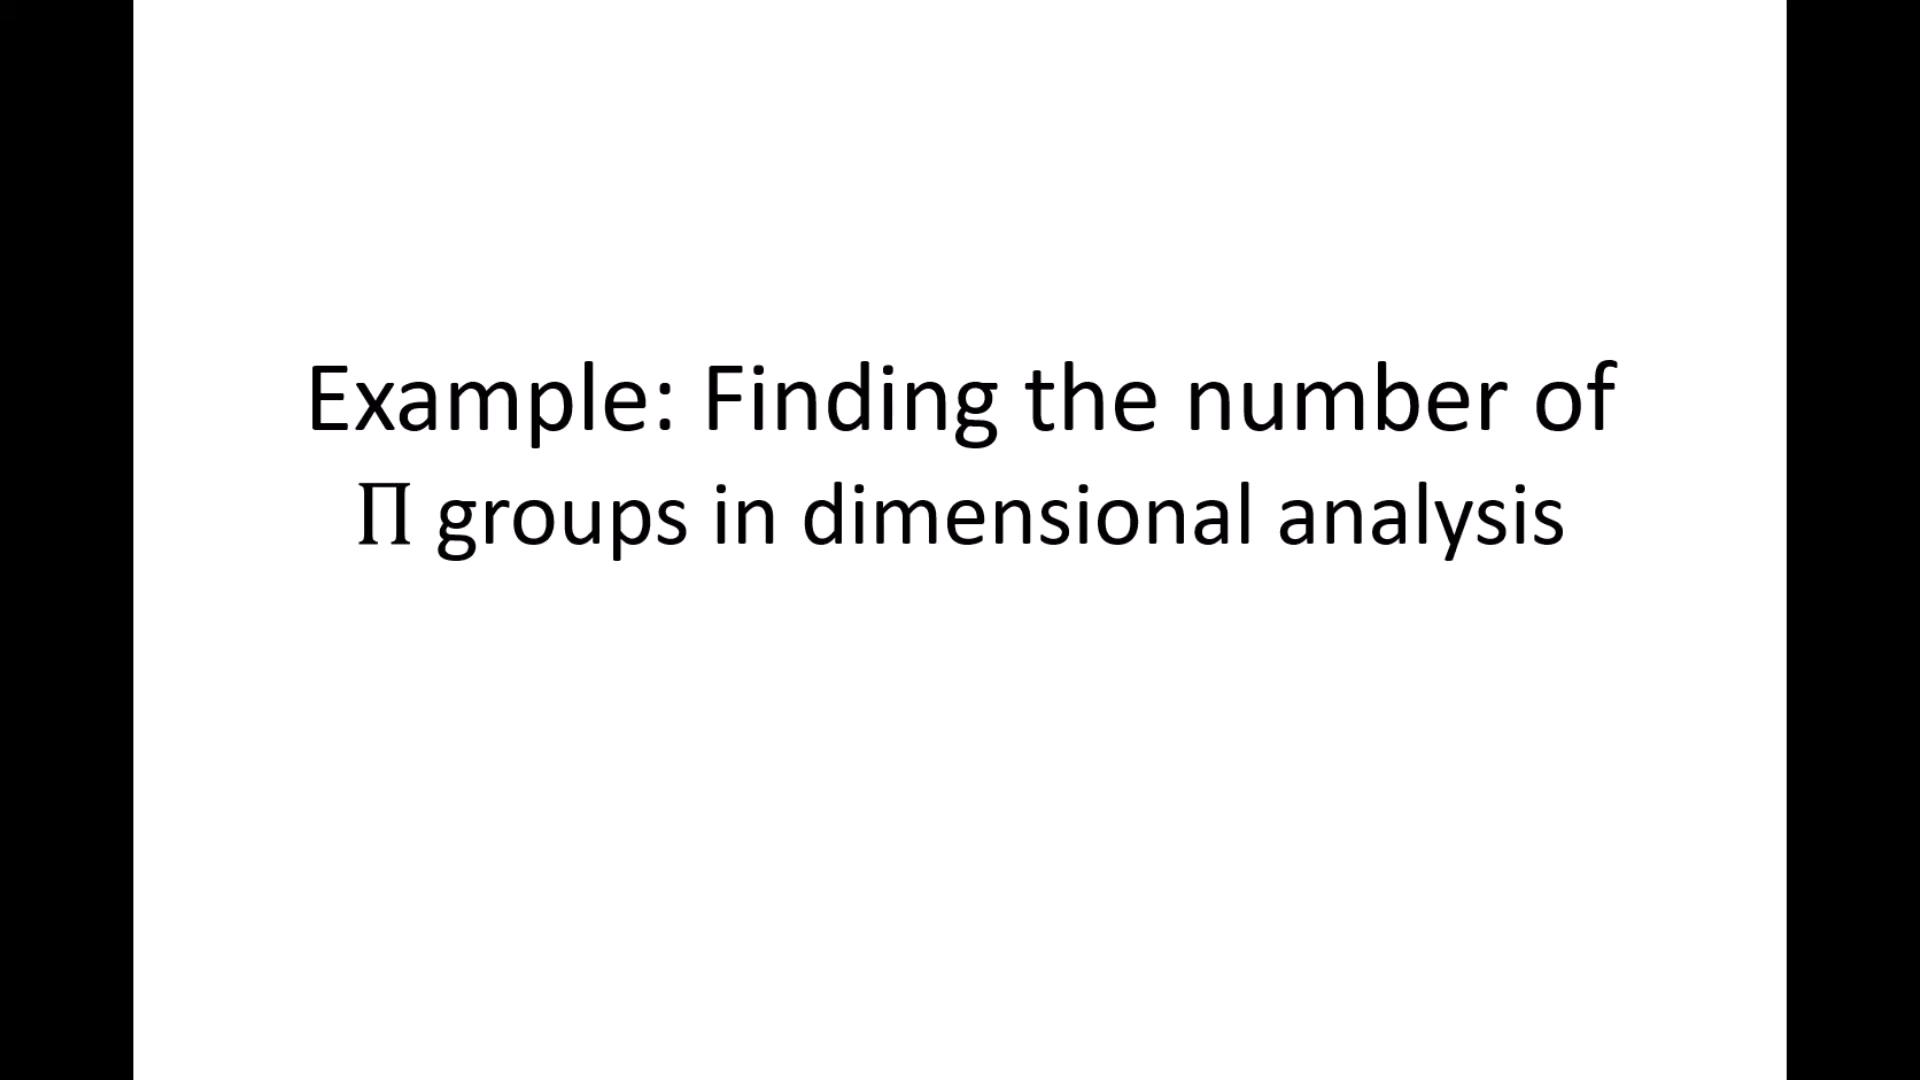 Example: Finding the number of
Π groups in dimensional analysis